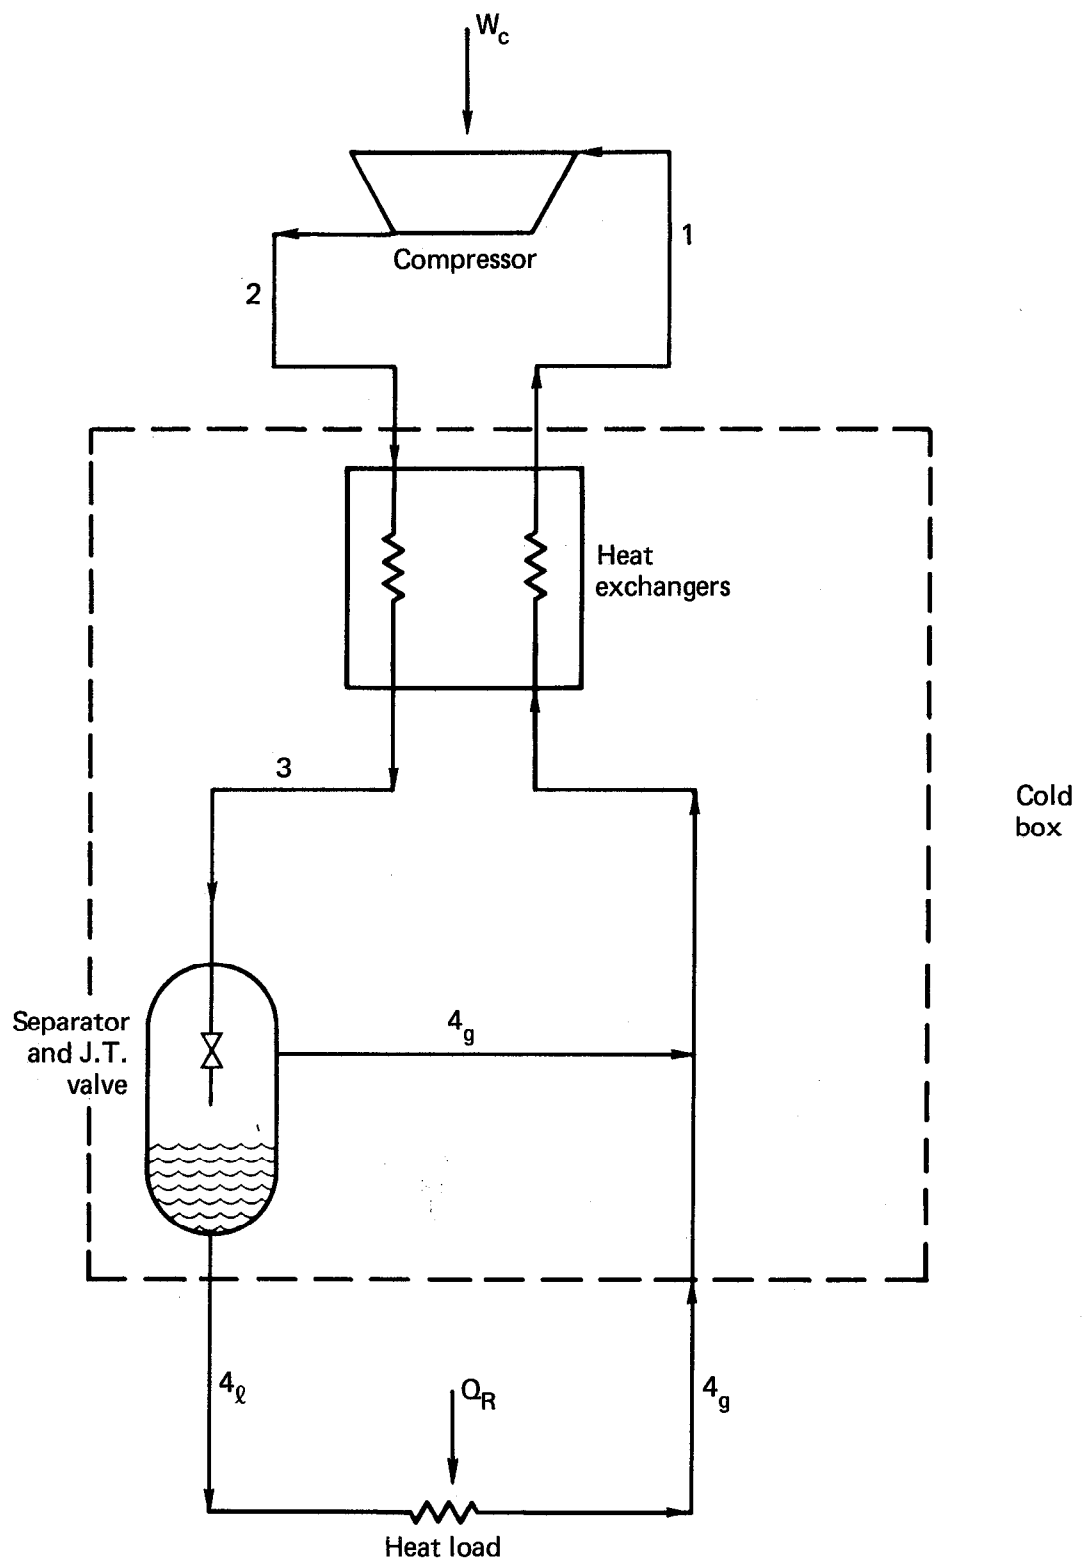 W_c
Compressor
1
2
Heat
exchangers
3
Cold
box
Separator
and J.T.
valve
4_g
4_ℓ
Q_R
4_g
Heat load